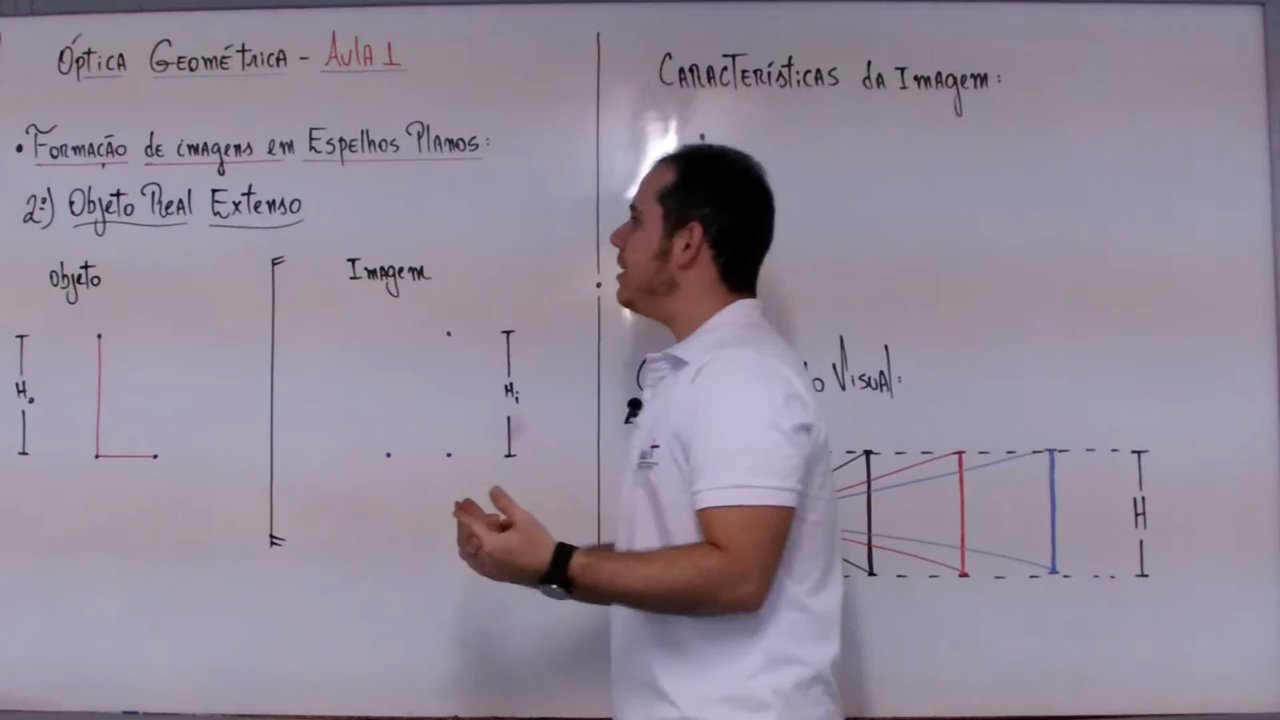 Óptica Geométrica - Aula 1
• Formação de imagens em Espelhos Planos:
2º) Objeto Real Extenso
Objeto
Imagem
Ho
Hi
Características da Imagem:
Visual:
H